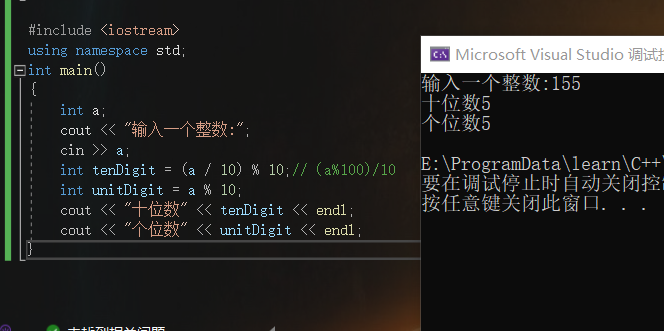 #include <iostream>
using namespace std;
int main()
{
int a;
cout << "输入一个整数:";
cin >> a;
int tenDigit = (a / 10) % 10;// (a%100)/10
int unitDigit = a % 10;
cout << "十位数" << tenDigit << endl;
cout << "个位数" << unitDigit << endl;
}
Microsoft Visual Studio 调试
输入一个整数:155
十位数5
个位数5
E:\ProgramData\learn\C++
要在调试停止时自动关闭控
按任意键关闭此窗口. . .